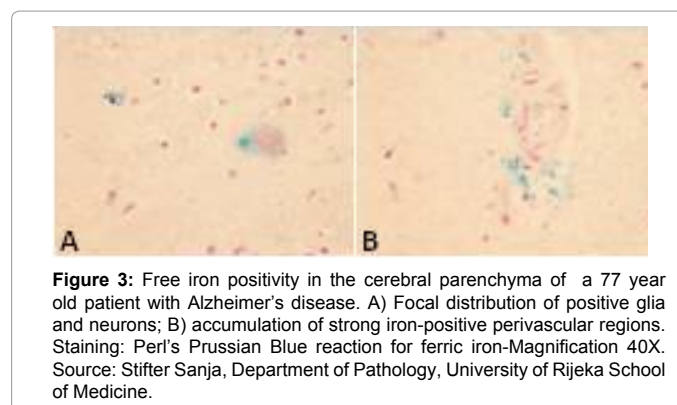 A
B
Figure 3: Free iron positivity in the cerebral parenchyma of a 77 year
old patient with Alzheimer's disease. A) Focal distribution of positive glia
and neurons; B) accumulation of strong iron-positive perivascular regions.
Staining: Perl's Prussian Blue reaction for ferric iron-Magnification 40X.
Source: Stifter Sanja, Department of Pathology, University of Rijeka School
of Medicine.